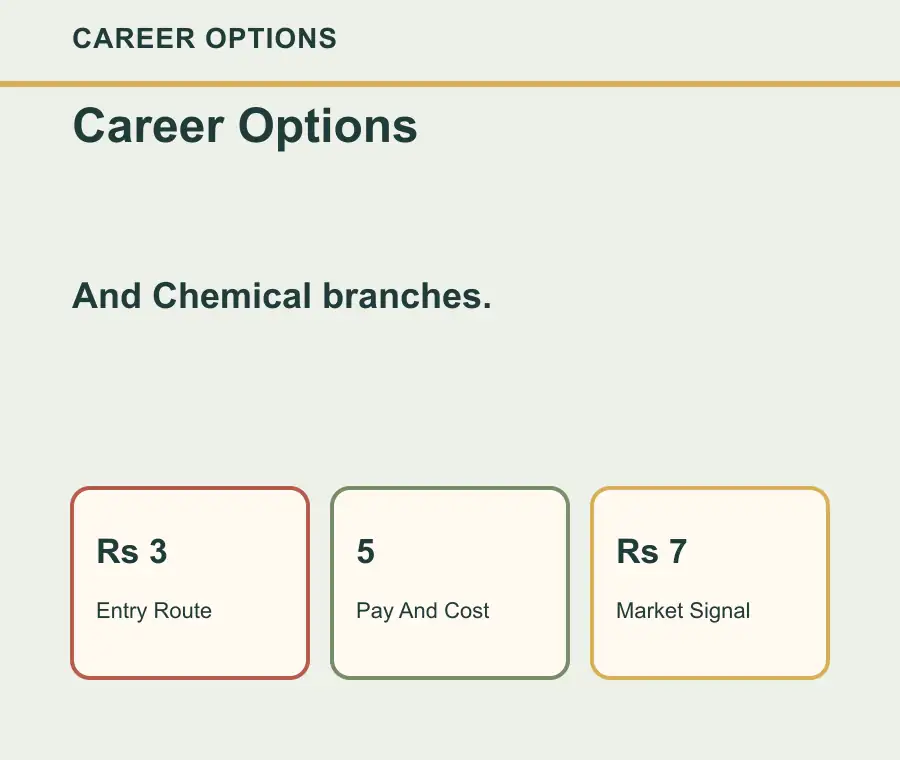 CAREER OPTIONS
Career Options
And Chemical branches.
Rs 3
Entry Route
5
Pay And Cost
Rs 7
Market Signal